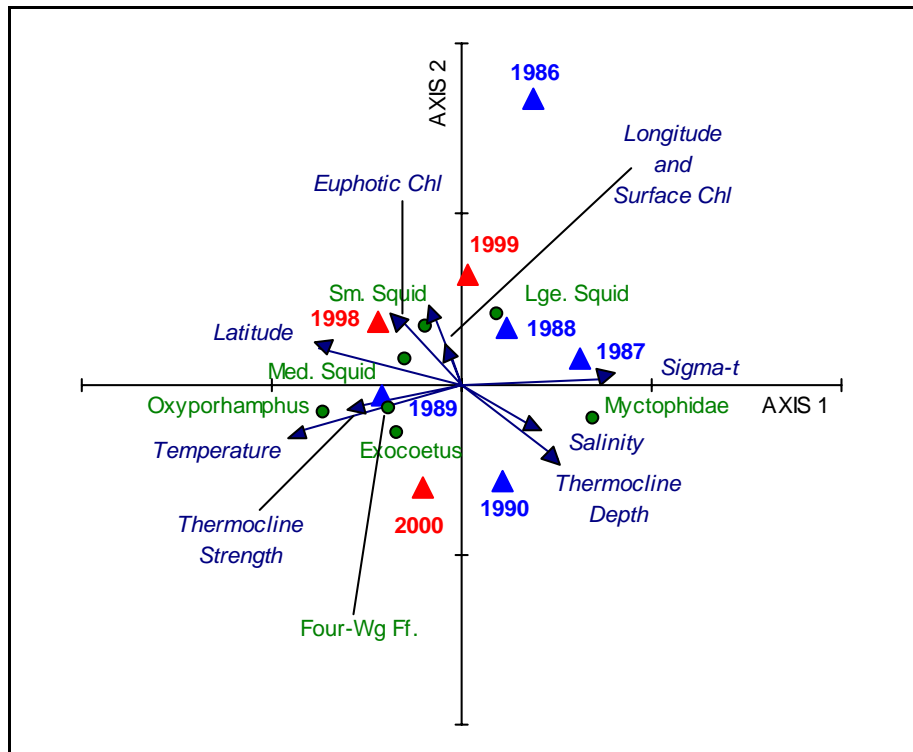 1986
AXIS 2
Longitude
and
Surface Chl
Euphotic Chl
1999
Sm. Squid
Lge. Squid
1998
1988
Latitude
1987
Sigma-t
Med. Squid
Oxyporhamphus
1989
Myctophidae
AXIS 1
Temperature
Exocoetus
Salinity
Thermocline
Depth
1990
2000
Thermocline
Strength
Four-Wg Ff.